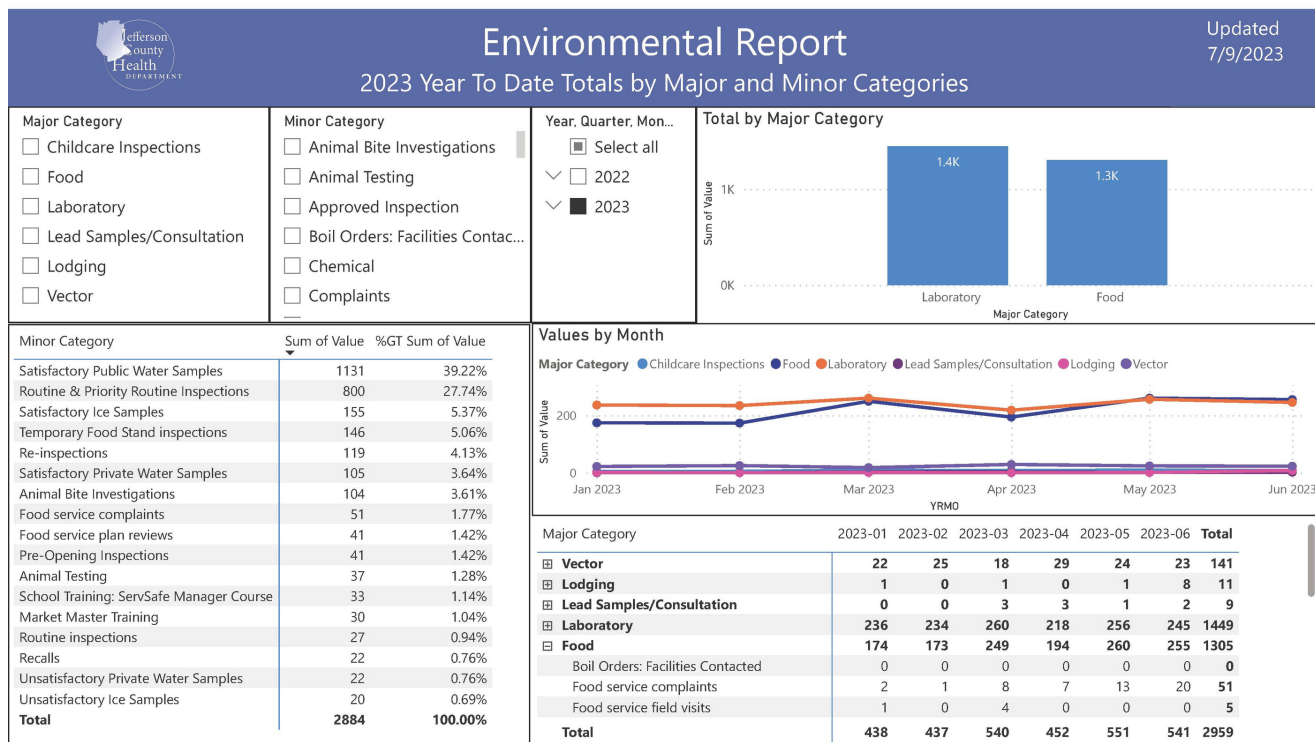 Jefferson
County
Health
DEPARTMENT
Environmental Report
2023 Year To Date Totals by Major and Minor Categories
Updated
7/9/2023
Major Category
Childcare Inspections
Food
Laboratory
Lead Samples/Consultation
Lodging
Vector
Minor Category
Animal Bite Investigations
Animal Testing
Approved Inspection
Boil Orders: Facilities Contac...
Chemical
Complaints
Year, Quarter, Mon...
Select all
2022
2023
Total by Major Category
Sum of Value
1K
0K
1.4K
1.3K
Laboratory Food
Major Category
Minor Category Sum of Value %GT Sum of Value
Satisfactory Public Water Samples 1131 39.22%
Routine & Priority Routine Inspections 800 27.74%
Satisfactory Ice Samples 155 5.37%
Temporary Food Stand inspections 146 5.06%
Re-inspections 119 4.13%
Satisfactory Private Water Samples 105 3.64%
Animal Bite Investigations 104 3.61%
Food service complaints 51 1.77%
Food service plan reviews 41 1.42%
Pre-Opening Inspections 41 1.42%
Animal Testing 37 1.28%
School Training: ServSafe Manager Course 33 1.14%
Market Master Training 30 1.04%
Routine inspections 27 0.94%
Recalls 22 0.76%
Unsatisfactory Private Water Samples 22 0.76%
Unsatisfactory Ice Samples 20 0.69%
Total 2884 100.00%
Values by Month
Major Category Childcare Inspections Food Laboratory Lead Samples/Consultation Lodging Vector
Sum of Value
200
0
Jan 2023 Feb 2023 Mar 2023 Apr 2023 May 2023 Jun 2023
YRMO
Major Category 2023-01 2023-02 2023-03 2023-04 2023-05 2023-06 Total
Vector 22 25 18 29 24 23 141
Lodging 1 0 1 0 1 8 11
Lead Samples/Consultation 0 0 3 3 1 2 9
Laboratory 236 234 260 218 256 245 1449
Food 174 173 249 194 260 255 1305
Boil Orders: Facilities Contacted 0 0 0 0 0 0 0
Food service complaints 2 1 8 7 13 20 51
Food service field visits 1 0 4 0 0 0 5
Total 438 437 540 452 551 541 2959